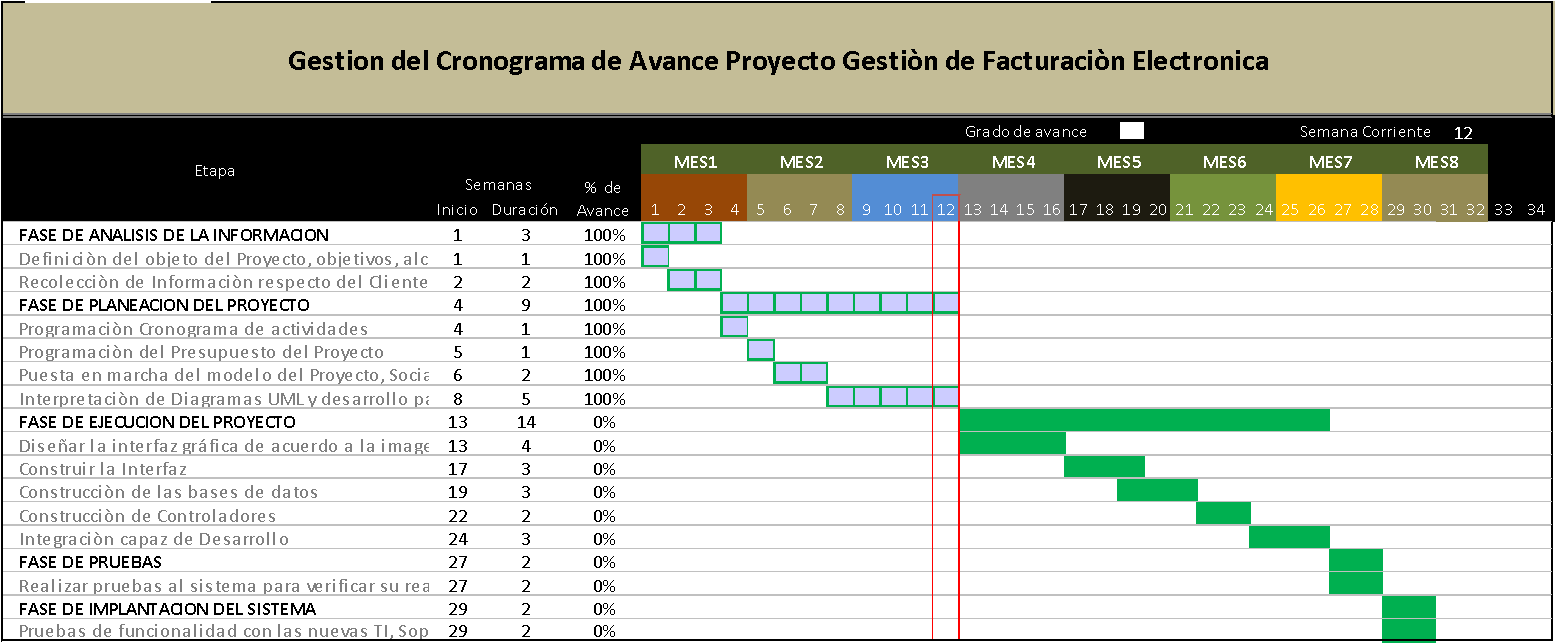 Gestion del Cronograma de Avance Proyecto Gestiòn de Facturaciòn Electronica
Grado de avance Semana Corriente 12
MES1 MES2 MES3 MES4 MES5 MES6 MES7 MES8
Etapa
Semanas % de
Inicio Duración Avance 1 2 3 4 5 6 7 8 9 10 11 12 13 14 15 16 17 18 19 20 21 22 23 24 25 26 27 28 29 30 31 32 33 34
FASE DE ANALISIS DE LA INFORMACION 1 3 100%
Definiciòn del objeto del Proyecto, objetivos, alc 1 1 100%
Recolecciòn de Informaciòn respecto del Cliente 2 2 100%
FASE DE PLANEACION DEL PROYECTO 4 9 100%
Programaciòn Cronograma de actividades 4 1 100%
Programaciòn del Presupuesto del Proyecto 5 1 100%
Puesta en marcha del modelo del Proyecto, Socia 6 2 100%
Interpretaciòn de Diagramas UML y desarrollo pa 8 5 100%
FASE DE EJECUCION DEL PROYECTO 13 14 0%
Diseñar la interfaz gráfica de acuerdo a la image 13 4 0%
Construir la Interfaz 17 3 0%
Construcciòn de las bases de datos 19 3 0%
Construcciòn de Controladores 22 2 0%
Integraciòn capaz de Desarrollo 24 3 0%
FASE DE PRUEBAS 27 2 0%
Realizar pruebas al sistema para verificar su rea 27 2 0%
FASE DE IMPLANTACION DEL SISTEMA 29 2 0%
Pruebas de funcionalidad con las nuevas TI, Sop 29 2 0%